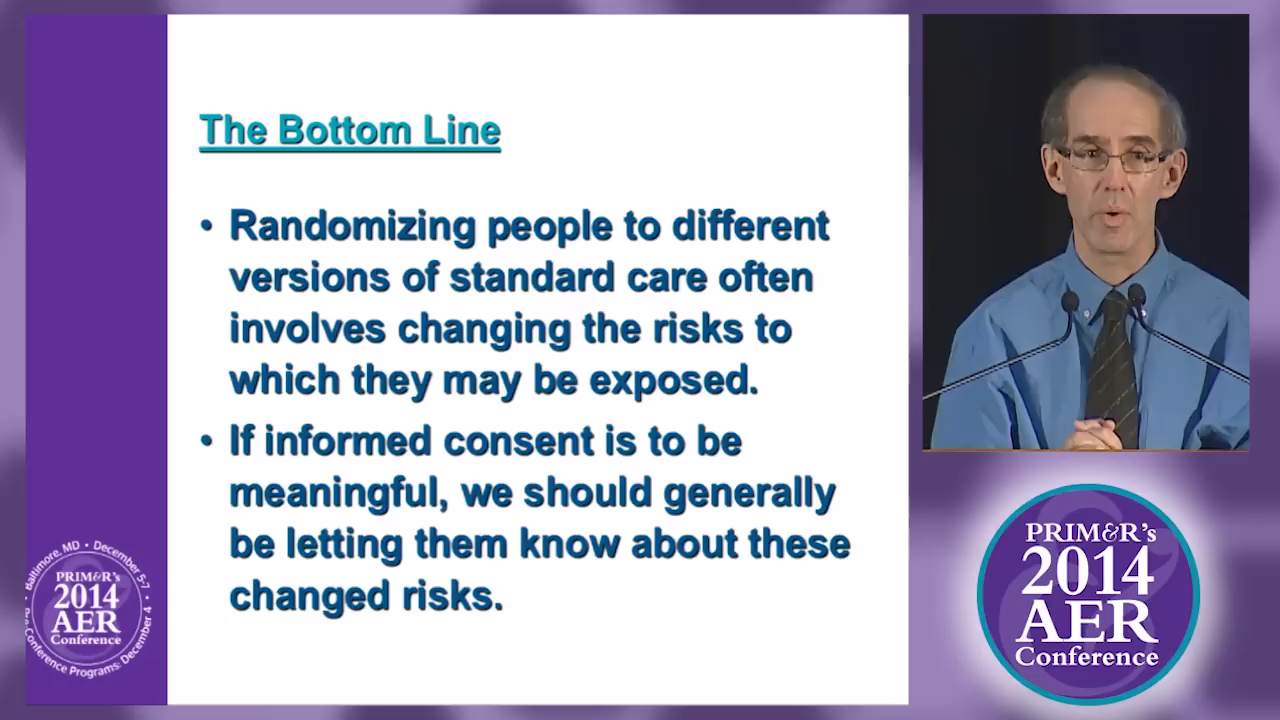 The Bottom Line
• Randomizing people to different
versions of standard care often
involves changing the risks to
which they may be exposed.
• If informed consent is to be
meaningful, we should generally
be letting them know about these
changed risks.
Baltimore, MD • December 5-7
PRIM&R's
2014
AER
Conference
Conference Programs: December 4
PRIM&R's
2014
AER
Conference